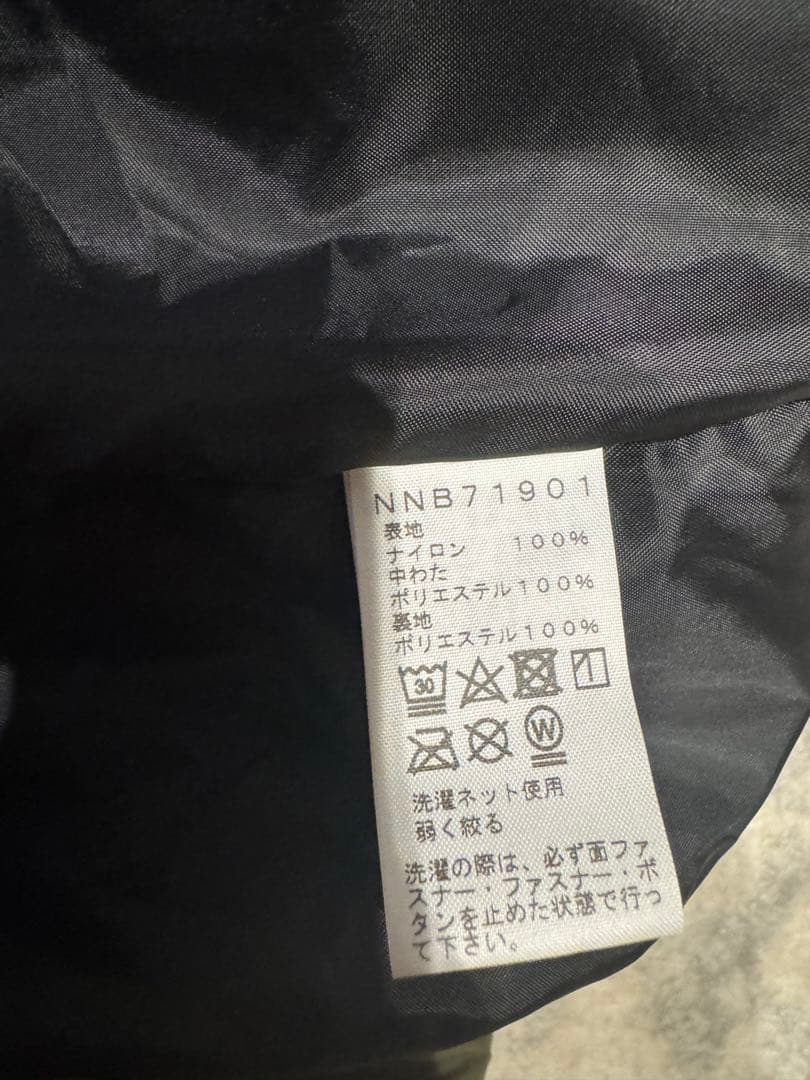 NNB71901
表地
ナイロン 100%
中わた
ポリエステル100%
裏地
ポリエステル100%
30
W
洗濯ネット使用
弱く絞る
洗濯の際は、必ず面ファ
スナー・ファスナー・ボ
タンを止めた状態で行っ
て下さい。